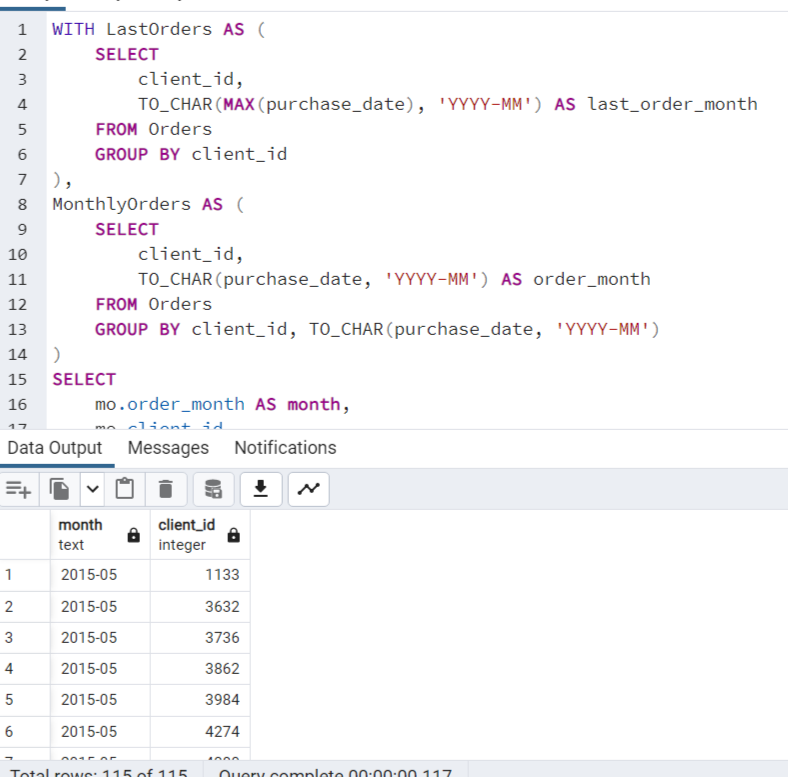 1 WITH LastOrders AS (
2 SELECT
3 client_id,
4 TO_CHAR(MAX(purchase_date), 'YYYY-MM') AS last_order_month
5 FROM Orders
6 GROUP BY client_id
7 ),
8 MonthlyOrders AS (
9 SELECT
10 client_id,
11 TO_CHAR(purchase_date, 'YYYY-MM') AS order_month
12 FROM Orders
13 GROUP BY client_id, TO_CHAR(purchase_date, 'YYYY-MM')
14 )
15 SELECT
16 mo.order_month AS month,
17 mo.client_id
Data Output Messages Notifications
month client_id
text integer
1 2015-05 1133
2 2015-05 3632
3 2015-05 3736
4 2015-05 3862
5 2015-05 3984
6 2015-05 4274
7 2015-05
Total rows: 115 of 115 Query complete 00:00:00.117